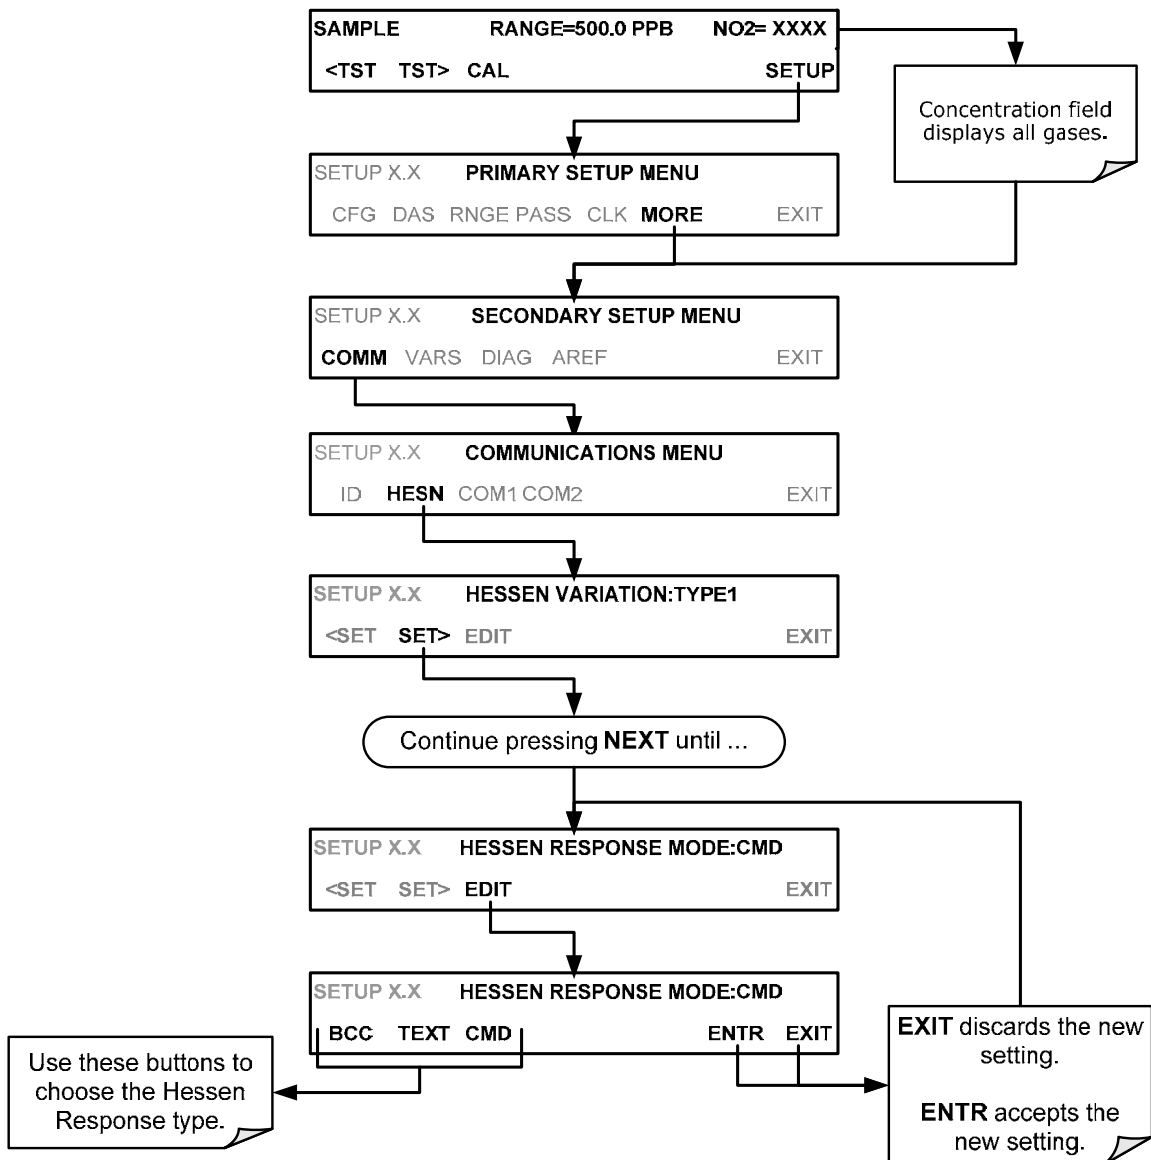 SAMPLE RANGE=500.0 PPB NO2= XXXX
<TST TST> CAL SETUP
Concentration field
displays all gases.
SETUP X.X PRIMARY SETUP MENU
CFG DAS RNGE PASS CLK MORE EXIT
SETUP X.X SECONDARY SETUP MENU
COMM VARS DIAG AREF EXIT
SETUP X.X COMMUNICATIONS MENU
ID HESN COM1 COM2 EXIT
SETUP X.X HESSEN VARIATION:TYPE1
<SET SET> EDIT EXIT
Continue pressing NEXT until ...
SETUP X.X HESSEN RESPONSE MODE:CMD
<SET SET> EDIT EXIT
SETUP X.X HESSEN RESPONSE MODE:CMD
BCC TEXT CMD ENTR EXIT
Use these buttons to
choose the Hessen
Response type.
EXIT discards the new
setting.
ENTR accepts the
new setting.